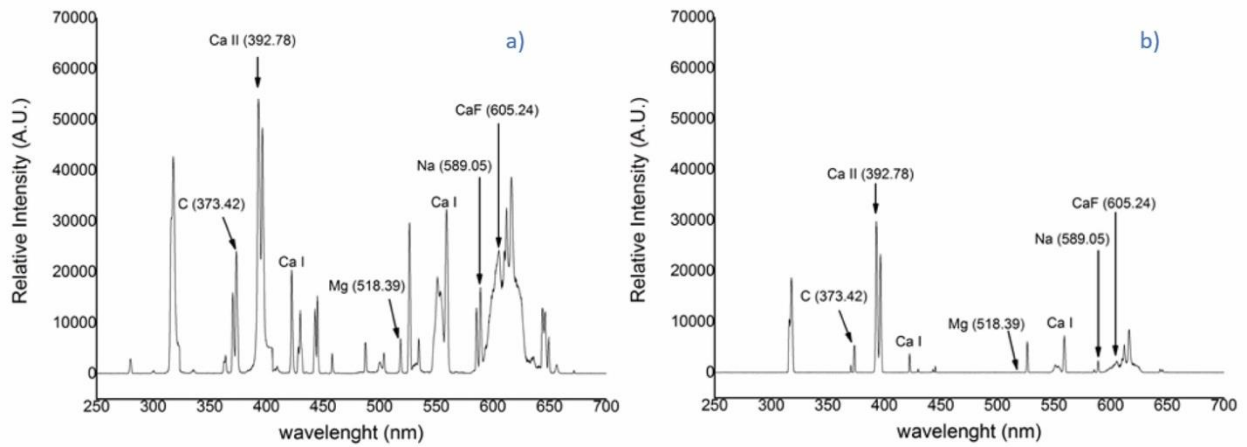 70000
60000
50000
40000
30000
20000
10000
0
Relative Intensity (A.U.)
a)
Ca II (392.78)
CaF (605.24)
Na (589.05)
C (373.42)
Ca I
Ca I
Mg (518.39)
250 300 350 400 450 500 550 600 650 700
wavelenght (nm)
70000
60000
50000
40000
30000
20000
10000
0
Relative Intensity (A.U.)
b)
Ca II (392.78)
CaF (605.24)
Na (589.05)
C (373.42)
Mg (518.39)
Ca I
Ca I
250 300 350 400 450 500 550 600 650 700
wavelenght (nm)